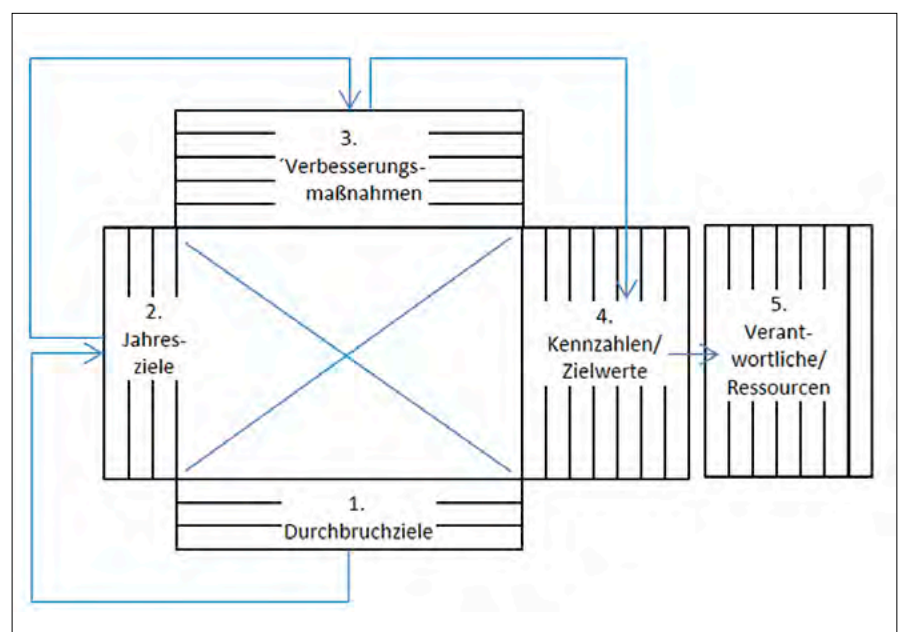 3.
´Verbesserungs-
maßnahmen
2.
Jahres-
ziele
4.
Kennzahlen/
Zielwerte
5.
Verant-
wortliche/
Ressourcen
1.
Durchbruchziele